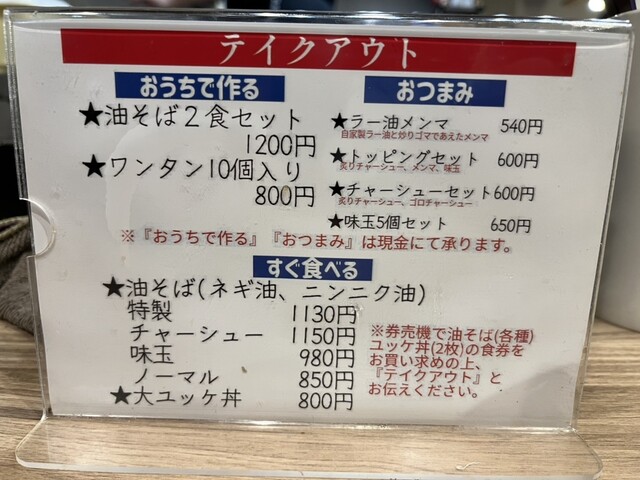 テイクアウト
おうちで作る
★油そば2食セット
1200円
★ワンタン10個入り
800円
おつまみ
★ラー油メンマ 540円
自家製ラー油と炒りゴマであえたメンマ
★トッピングセット 600円
炙りチャーシュー、メンマ、味玉
★チャーシューセット 600円
炙りチャーシュー、ゴロチャーシュー
★味玉5個セット 650円
※『おうちで作る』『おつまみ』は現金にて承ります。
すぐ食べる
★油そば(ネギ油、ニンニク油)
特製 1130円
チャーシュー 1150円
味玉 980円
ノーマル 850円
★大ユッケ丼 800円
※券売機で油そば(各種)
ユッケ丼(2枚)の食券を
お買い求めの上、
『テイクアウト』と
お伝えください。